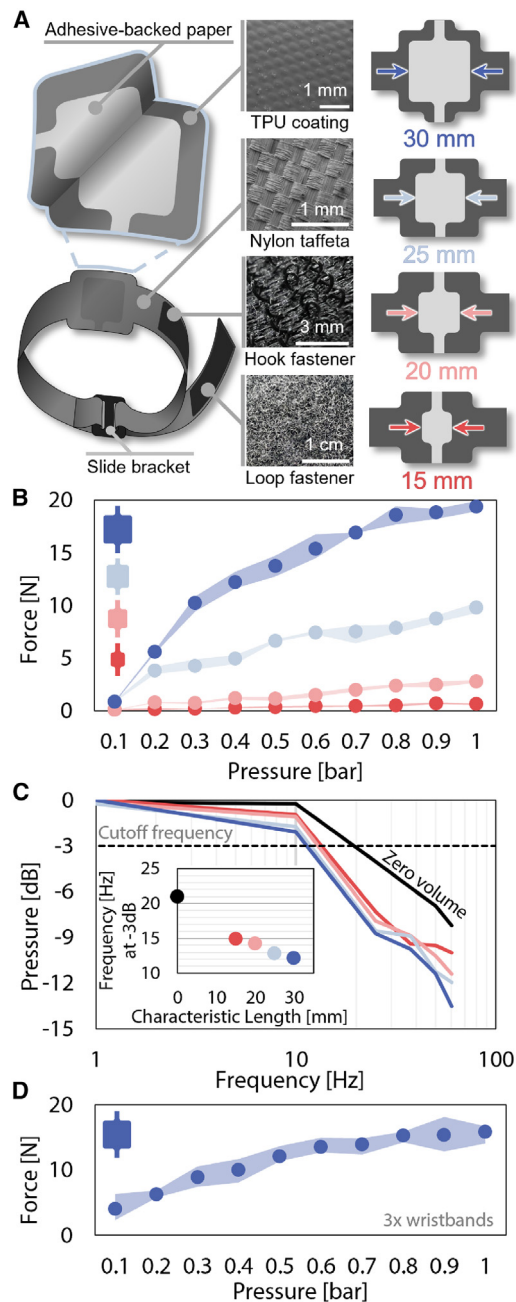 A
Adhesive-backed paper
1 mm
TPU coating
30 mm
1 mm
Nylon taffeta
25 mm
3 mm
Hook fastener
20 mm
1 cm
Slide bracket
Loop fastener
15 mm
B
Force [N]
20
15
10
5
0
0.1 0.2 0.3 0.4 0.5 0.6 0.7 0.8 0.9 1
Pressure [bar]
C
Pressure [dB]
0
-3
-6
-9
-12
-15
Cutoff frequency
Zero volume
Frequency [Hz]
at -3dB
25
20
15
10
0 10 20 30
Characteristic Length [mm]
1 10 100
Frequency [Hz]
D
Force [N]
20
10
0
3x wristbands
0.1 0.2 0.3 0.4 0.5 0.6 0.7 0.8 0.9 1
Pressure [bar]